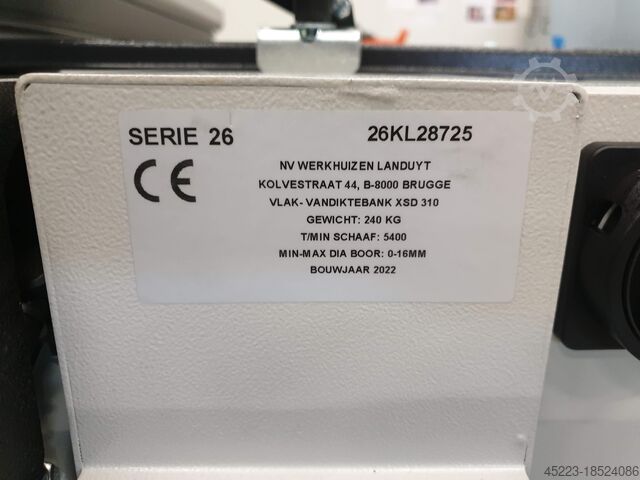 SERIE 26 26KL28725
CE
NV WERKHUIZEN LANDUYT
KOLVESTRAAT 44, B-8000 BRUGGE
VLAK- VANDIKTEBANK XSD 310
GEWICHT: 240 KG
T/MIN SCHAAF: 5400
MIN-MAX DIA BOOR: 0-16MM
BOUWJAAR 2022
45223-18524086